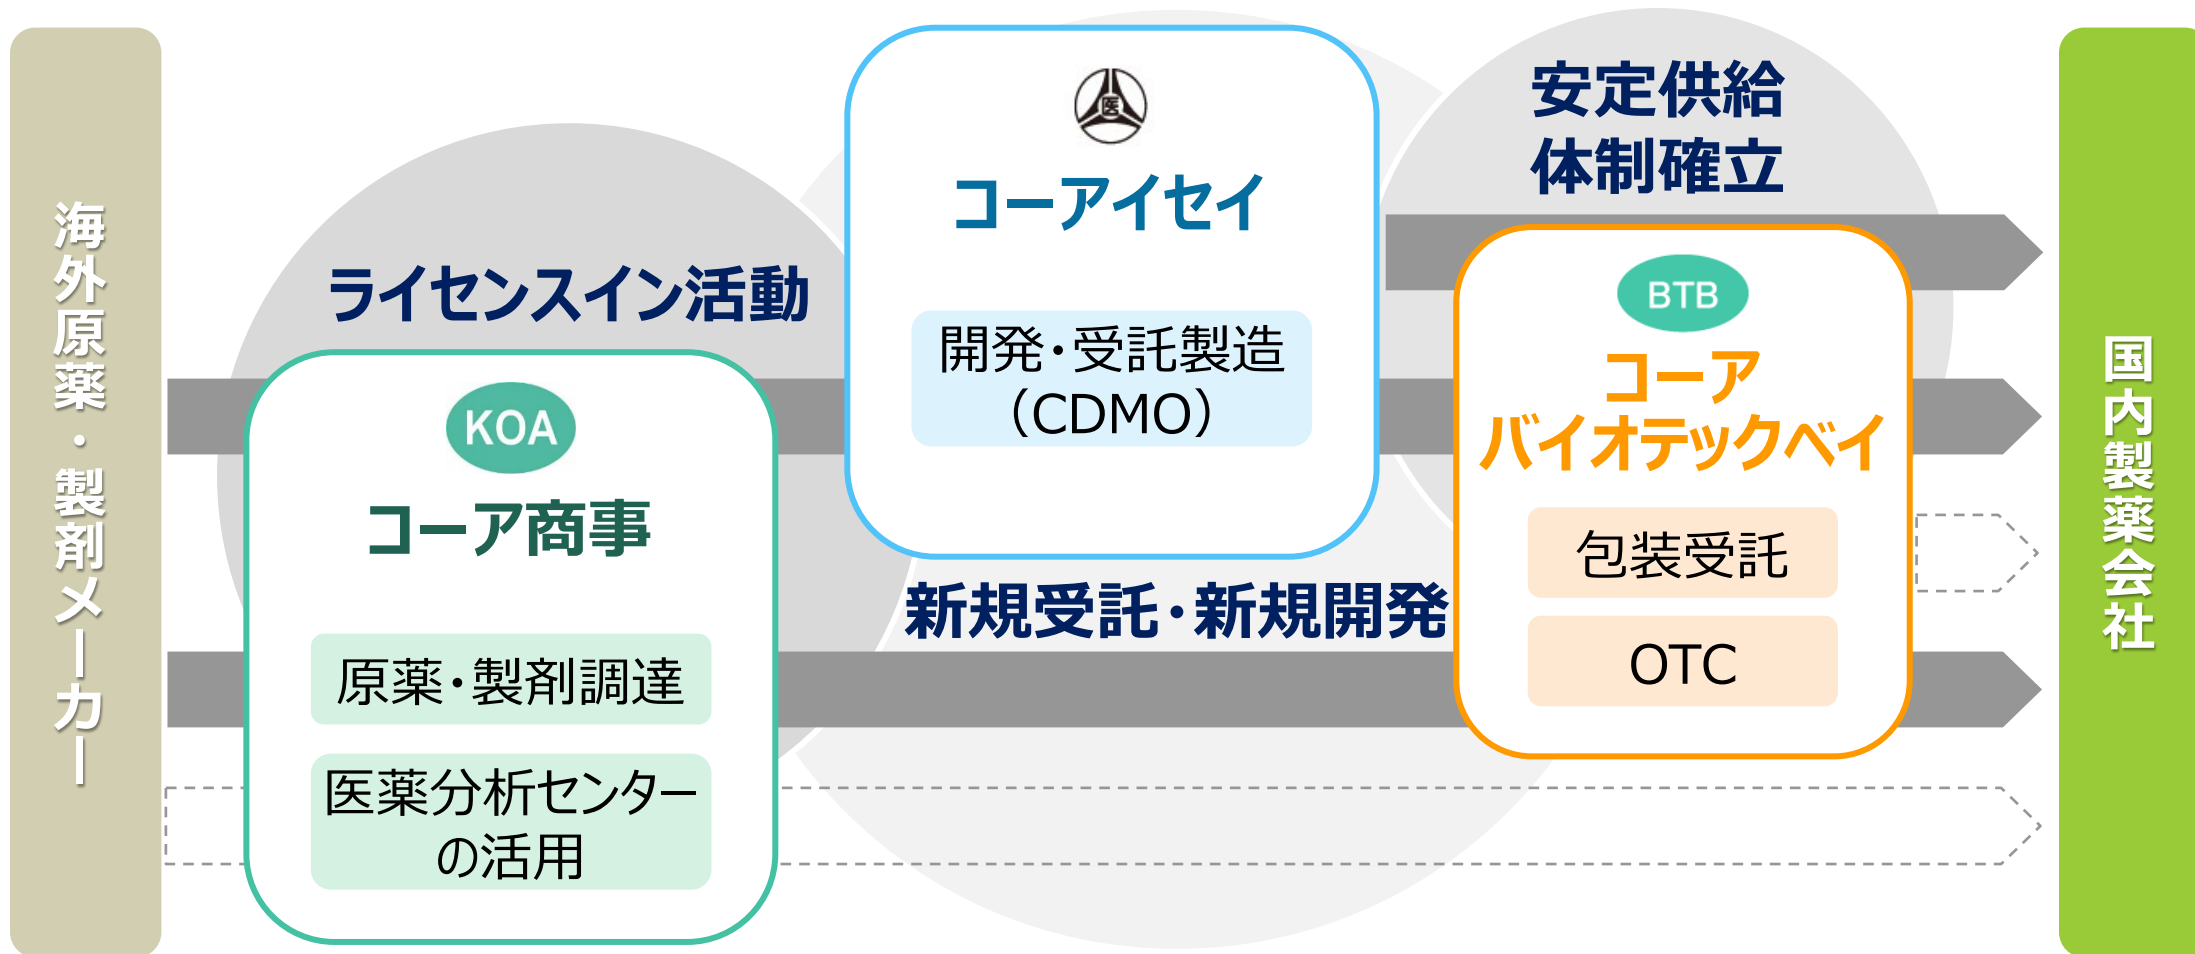 海外原薬・製剤メーカー
ライセンスイン活動
KOA
コーア商事
原薬・製剤調達
医薬分析センター
の活用
医
コーアイセイ
開発・受託製造
（CDMO）
新規受託・新規開発
安定供給
体制確立
BTB
コーア
バイオテックベイ
包装受託
OTC
国内製薬会社